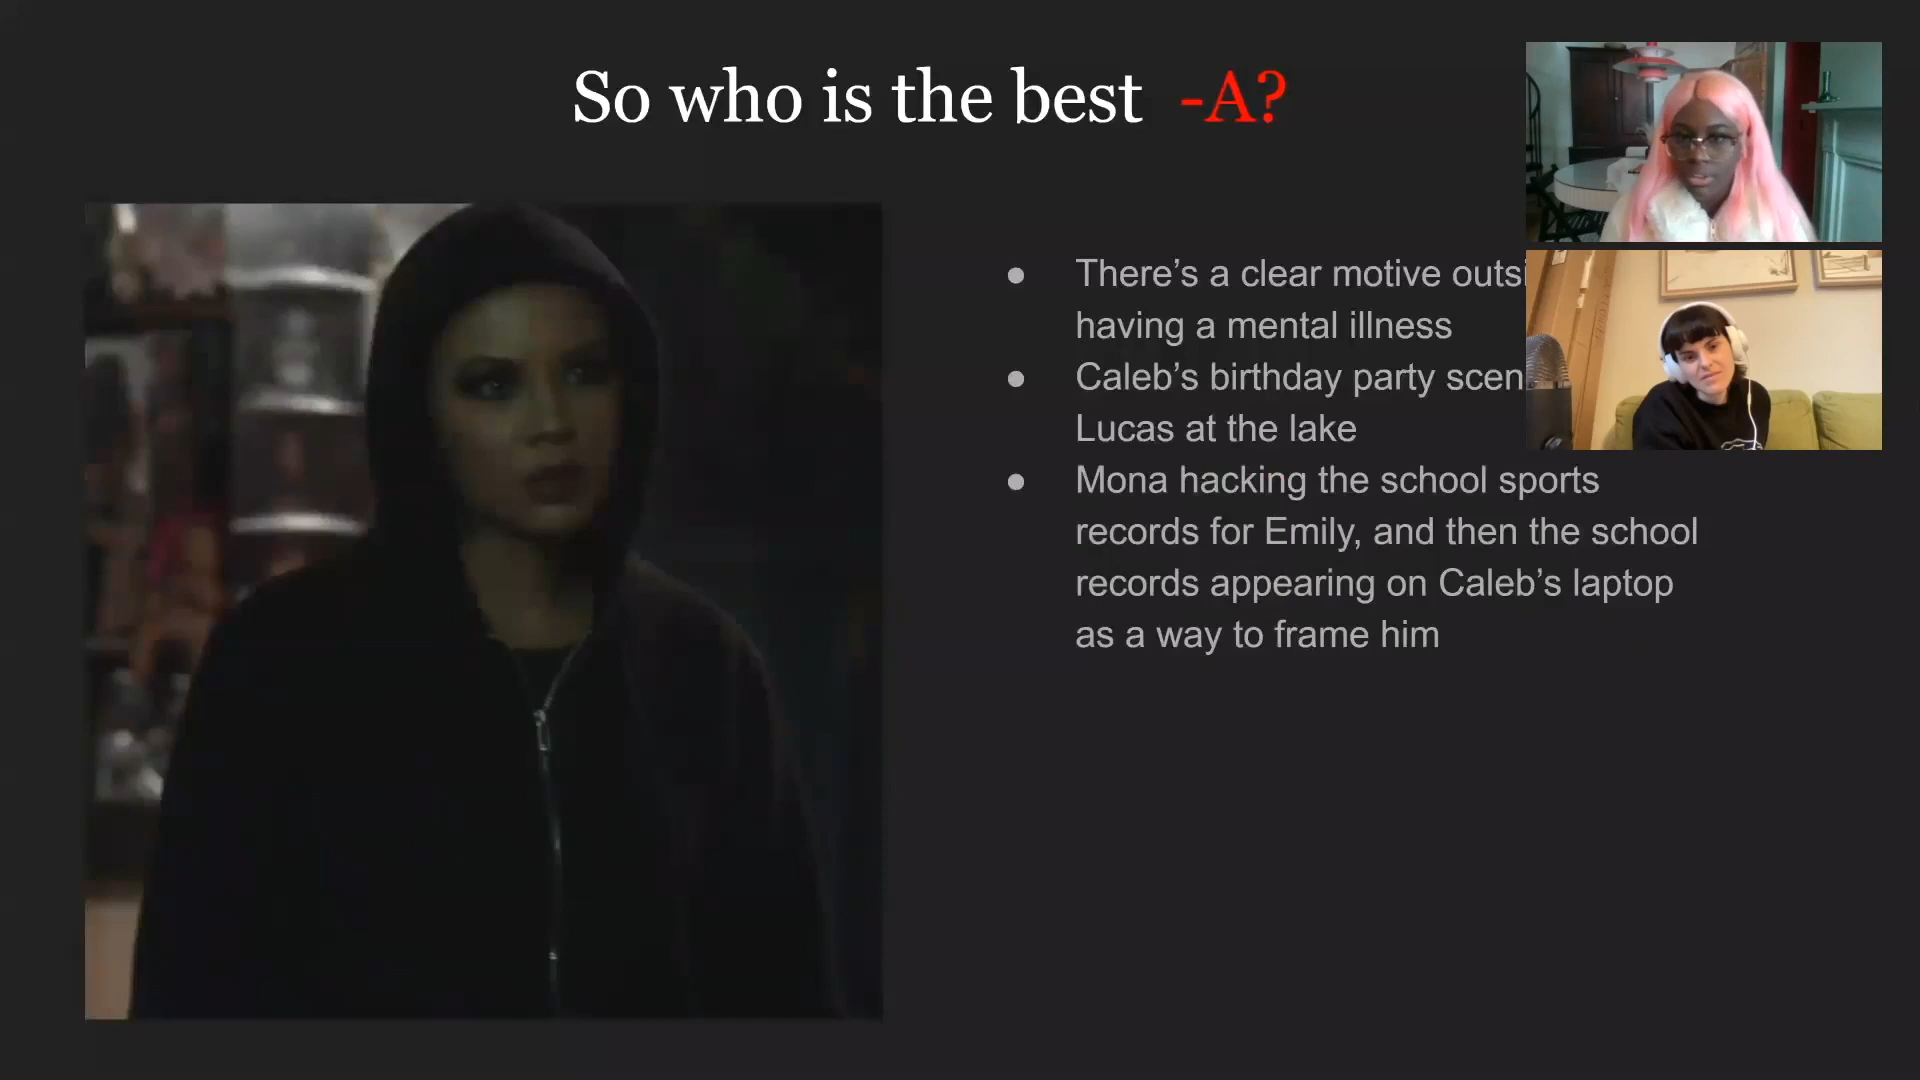 So who is the best -A?
There’s a clear motive
having a mental illness
Caleb’s birthday party
Lucas at the lake
Mona hacking the school sports
records for Emily, and then the school
records appearing on Caleb’s laptop
as a way to frame him